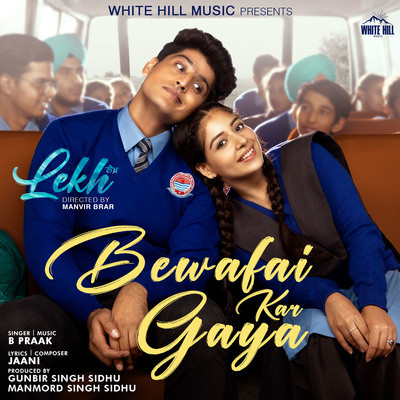 WHITE HILL MUSIC PRESENTS
WHITE HILL
MUSIC
Lekh ਲੇਖ
DIRECTED BY
MANVIR BRAR
Bewafai
Kar
Gaya
SINGER | MUSIC
B PRAAK
LYRICS | COMPOSER
JAANI
PRODUCED BY
GUNBIR SINGH SIDHU
MANMORD SINGH SIDHU